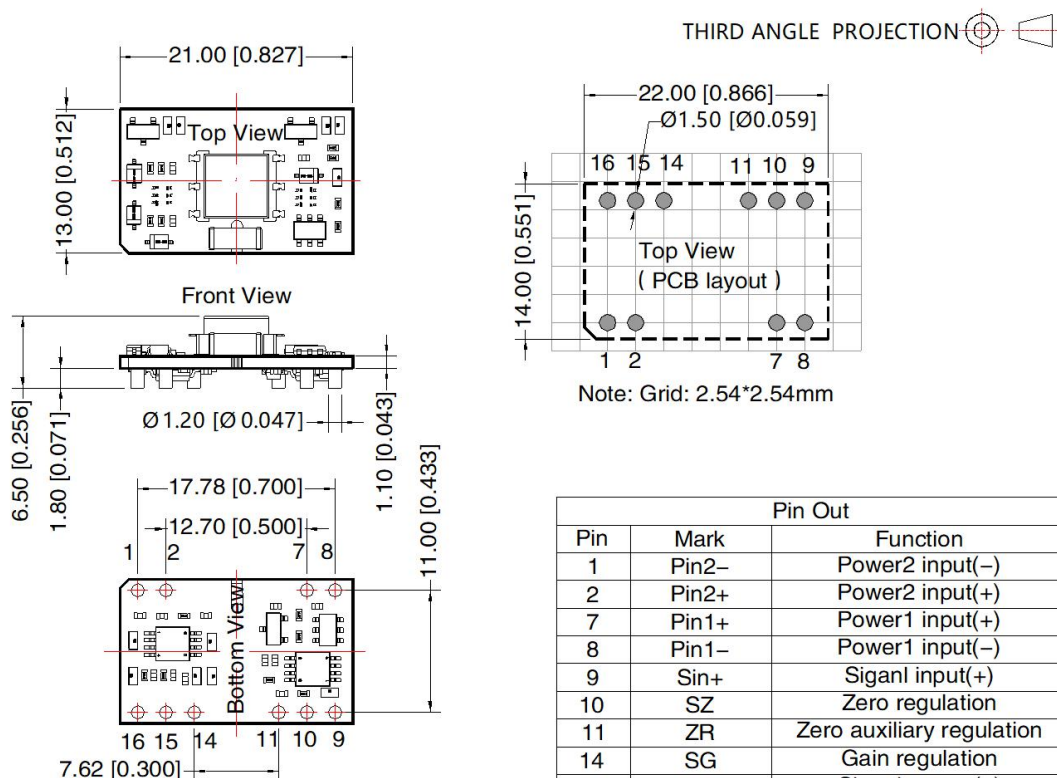 THIRD ANGLE PROJECTION
21.00 [0.827]
13.00 [0.512]
Top View
22.00 [0.866]
Ø1.50 [Ø0.059]
16 15 14 11 10 9
14.00 [0.551]
Top View
( PCB layout )
1 2 7 8
Note: Grid: 2.54*2.54mm
Front View
6.50 [0.256]
1.80 [0.071]
Ø1.20 [Ø0.047]
1.10 [0.043]
17.78 [0.700]
12.70 [0.500]
11.00 [0.433]
1 2 7 8
Bottom View
16 15 14 11 10 9
7.62 [0.300]
Pin Out
Pin Mark Function
1 Pin2− Power2 input(−)
2 Pin2+ Power2 input(+)
7 Pin1+ Power1 input(+)
8 Pin1− Power1 input(−)
9 Sin+ Siganl input(+)
10 SZ Zero regulation
11 ZR Zero auxiliary regulation
14 SG Gain regulation